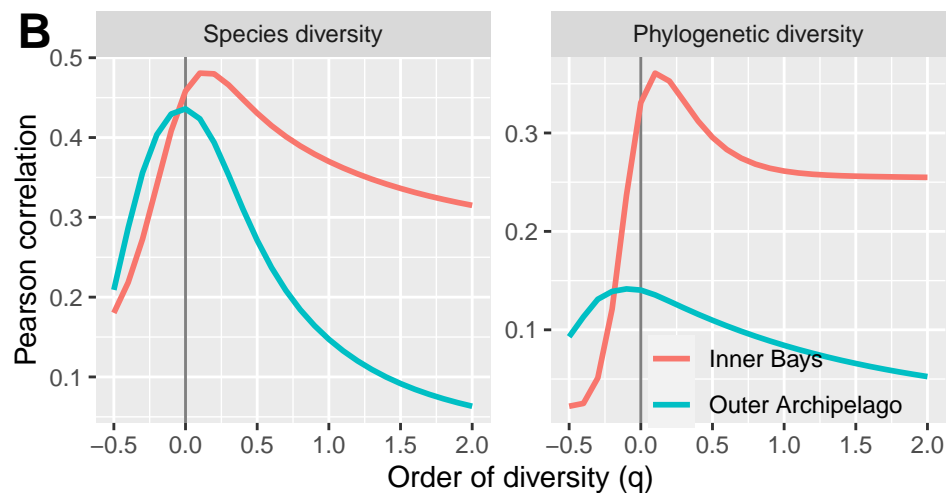 B
Species diversity
Phylogenetic diversity
Pearson correlation
0.5
0.4
0.3
0.2
0.1
0.3
0.2
0.1
Inner Bays
Outer Archipelago
−0.5 0.0 0.5 1.0 1.5 2.0
−0.5 0.0 0.5 1.0 1.5 2.0
Order of diversity (q)